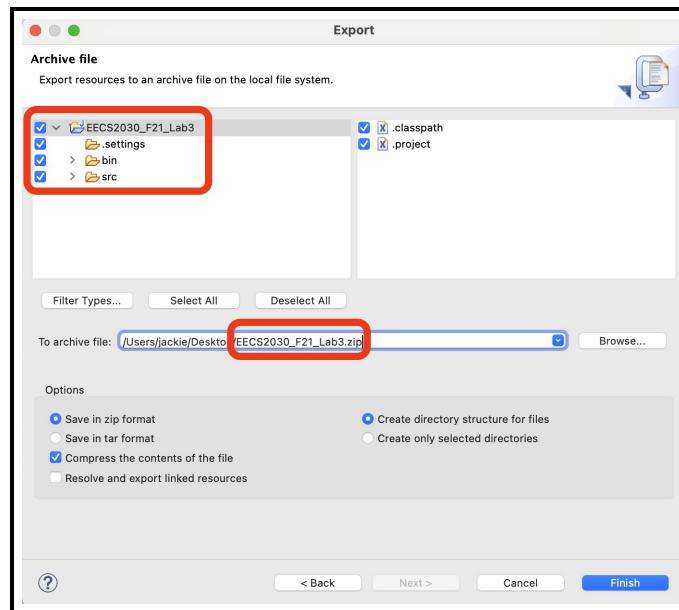 Export
Archive file
Export resources to an archive file on the local file system.
EECS2030_F21_Lab3
.settings
bin
src
.classpath
.project
Filter Types...
Select All
Deselect All
To archive file:
/Users/jackie/Desktop/EECS2030_F21_Lab3.zip
Browse...
Options
Save in zip format
Save in tar format
Compress the contents of the file
Resolve and export linked resources
Create directory structure for files
Create only selected directories
?
< Back
Next >
Cancel
Finish